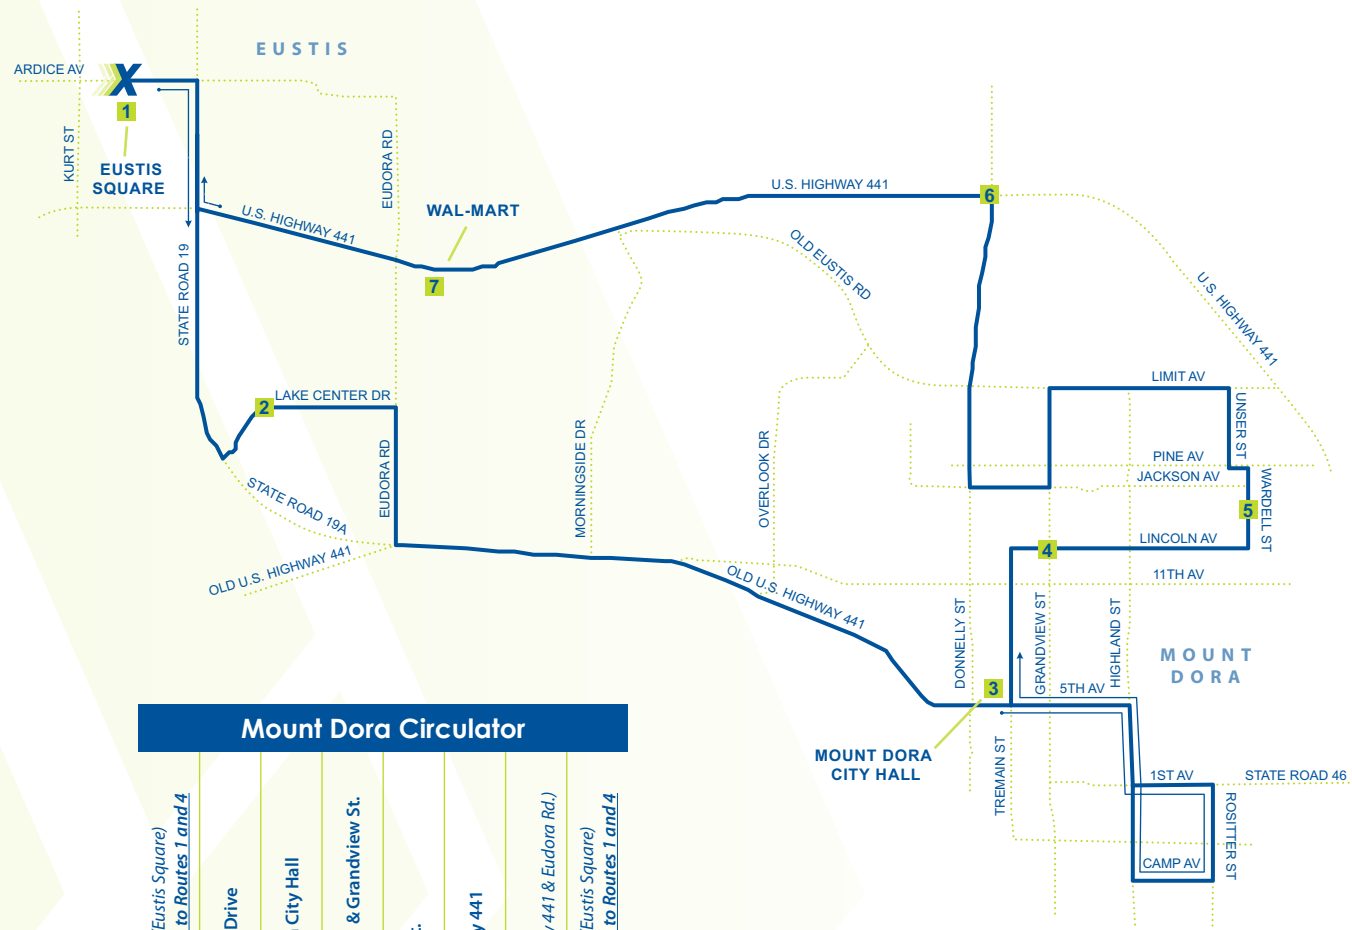 EUSTIS
ARDICE AV
X
1
KURT ST
EUSTIS
SQUARE
EUDORA RD
U.S. HIGHWAY 441
WAL-MART
7
U.S. HIGHWAY 441
6
OLD EUSTIS RD
U.S. HIGHWAY 441
STATE ROAD 19
2
LAKE CENTER DR
EUDORA RD
STATE ROAD 19A
OLD U.S. HIGHWAY 441
MORNINGSIDE DR
OVERLOOK DR
OLD U.S. HIGHWAY 441
LIMIT AV
UNSER ST
PINE AV
JACKSON AV
WARDELL ST
5
LINCOLN AV
4
11TH AV
DONNELLY ST
GRANDVIEW ST
HIGHLAND ST
MOUNT
DORA
3
5TH AV
MOUNT DORA
CITY HALL
TREMAIN ST
1ST AV
STATE ROAD 46
ROSITTER ST
CAMP AV
Mount Dora Circulator
Eustis Square)
to Routes 1 and 4
Drive
City Hall
& Grandview St.
441
441 & Eudora Rd.)
Eustis Square)
to Routes 1 and 4